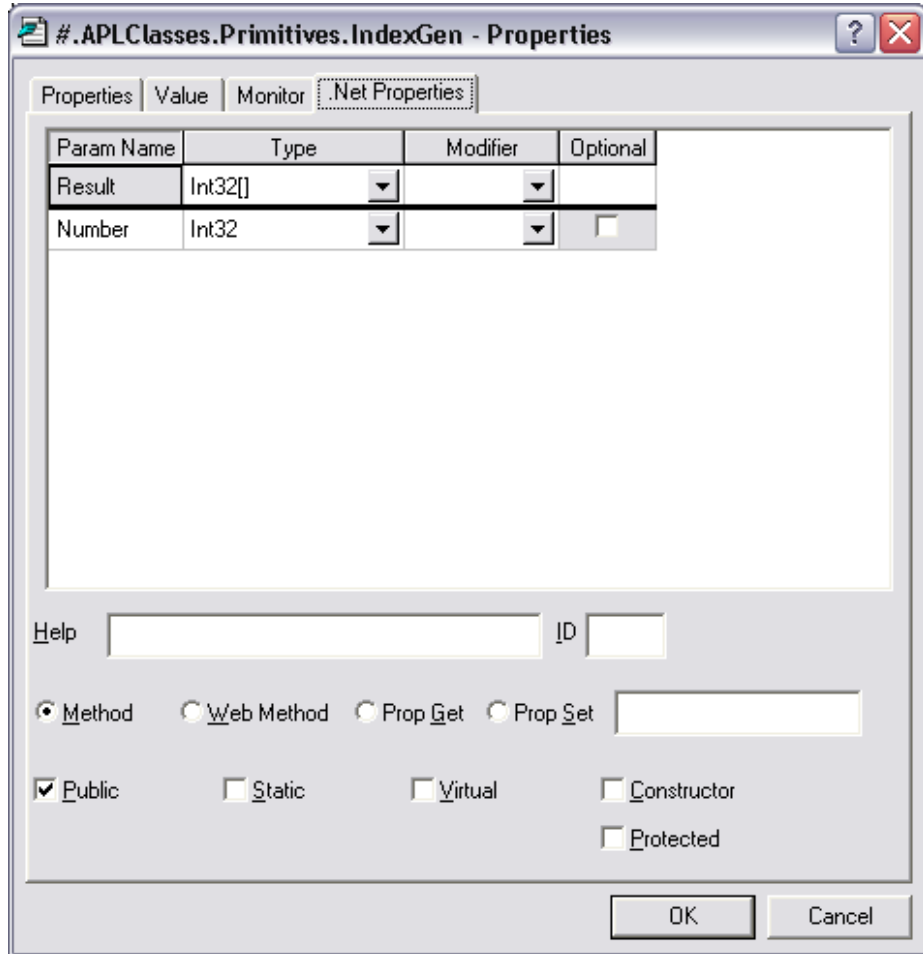 #.APLClasses.Primitives.IndexGen - Properties
Properties Value Monitor .Net Properties
Param Name Type Modifier Optional
Result Int32[]
Number Int32
Help ID
Method Web Method Prop Get Prop Set
Public Static Virtual Constructor
Protected
OK Cancel